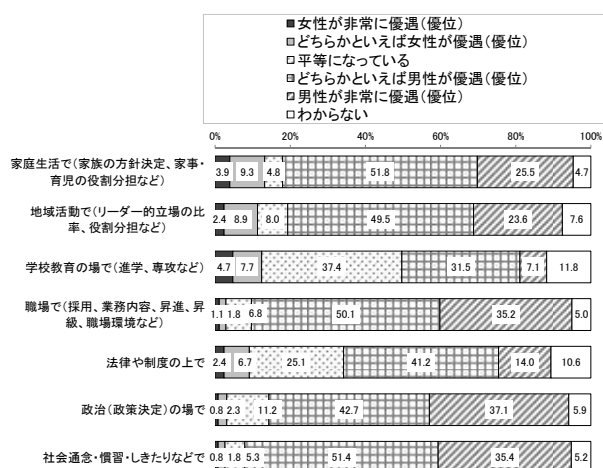 ■女性が非常に優遇(優位)
■どちらかといえば女性が優遇(優位)
平等になっている
どちらかといえば男性が優遇(優位)
男性が非常に優遇(優位)
□わからない
0% 20% 40% 60% 80% 100%
家庭生活で(家族の方針決定、家事・
育児の役割分担など)
3.9 9.3 4.8 51.8 25.5 4.7
地域活動で(リーダー的立場の比
率、役割分担など)
2.4 8.9 8.0 49.5 23.6 7.6
学校教育の場で(進学、専攻など)
4.7 7.7 37.4 31.5 7.1 11.8
職場で(採用、業務内容、昇進、昇
級、職場環境など)
1.1 1.8 6.8 50.1 35.2 5.0
法律や制度の上で
2.4 6.7 25.1 41.2 14.0 10.6
政治(政策決定)の場で
0.8 2.3 11.2 42.7 37.1 5.9
社会通念・慣習・しきたりなどで
0.8 1.8 5.3 51.4 35.4 5.2